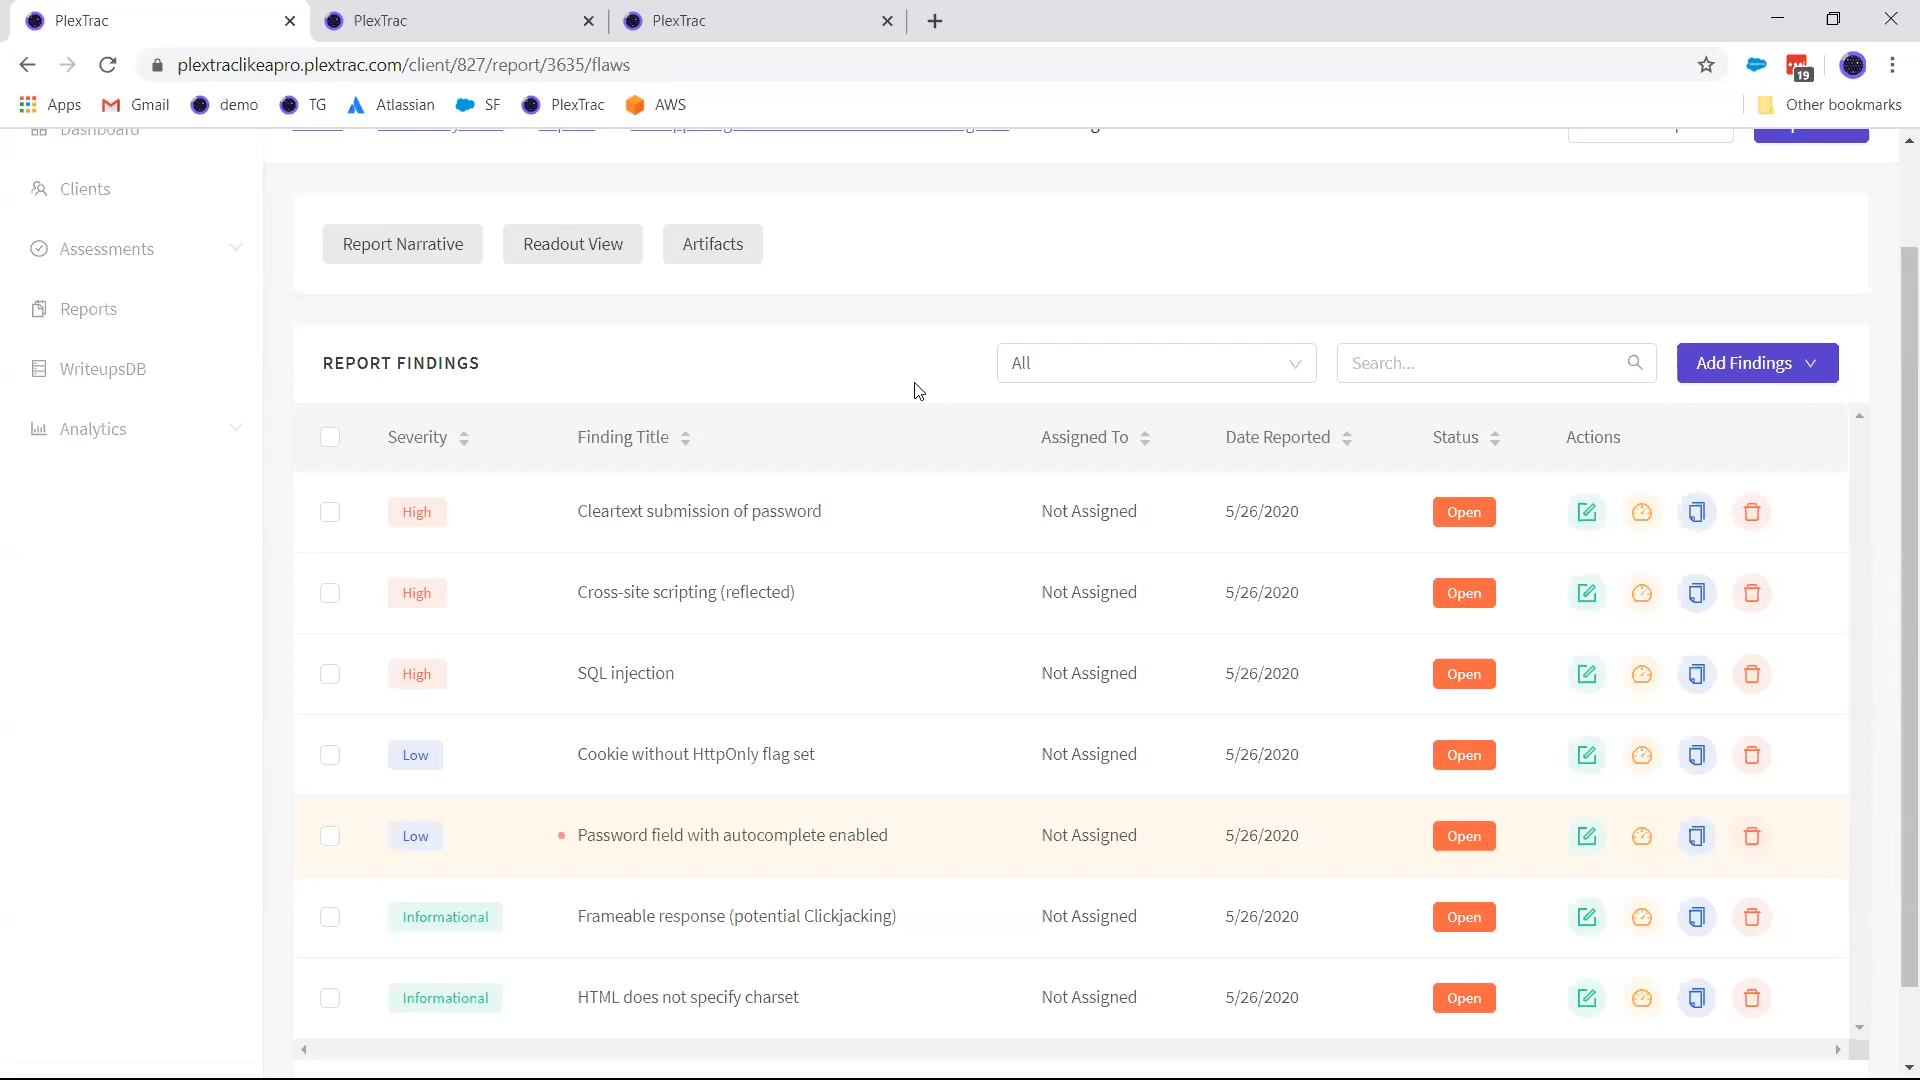 PlexTrac
PlexTrac
PlexTrac
plextraclikeapro.plextrac.com/client/827/report/3635/flaws
19
Apps
Gmail
demo
TG
Atlassian
SF
PlexTrac
AWS
Other bookmarks
Dashboard
Clients
Assessments
Reports
WriteupsDB
Analytics
Report Narrative
Readout View
Artifacts
REPORT FINDINGS
All
Search...
Add Findings
Severity Finding Title Assigned To Date Reported Status Actions
High Cleartext submission of password Not Assigned 5/26/2020 Open
High Cross-site scripting (reflected) Not Assigned 5/26/2020 Open
High SQL injection Not Assigned 5/26/2020 Open
Low Cookie without HttpOnly flag set Not Assigned 5/26/2020 Open
Low Password field with autocomplete enabled Not Assigned 5/26/2020 Open
Informational Frameable response (potential Clickjacking) Not Assigned 5/26/2020 Open
Informational HTML does not specify charset Not Assigned 5/26/2020 Open